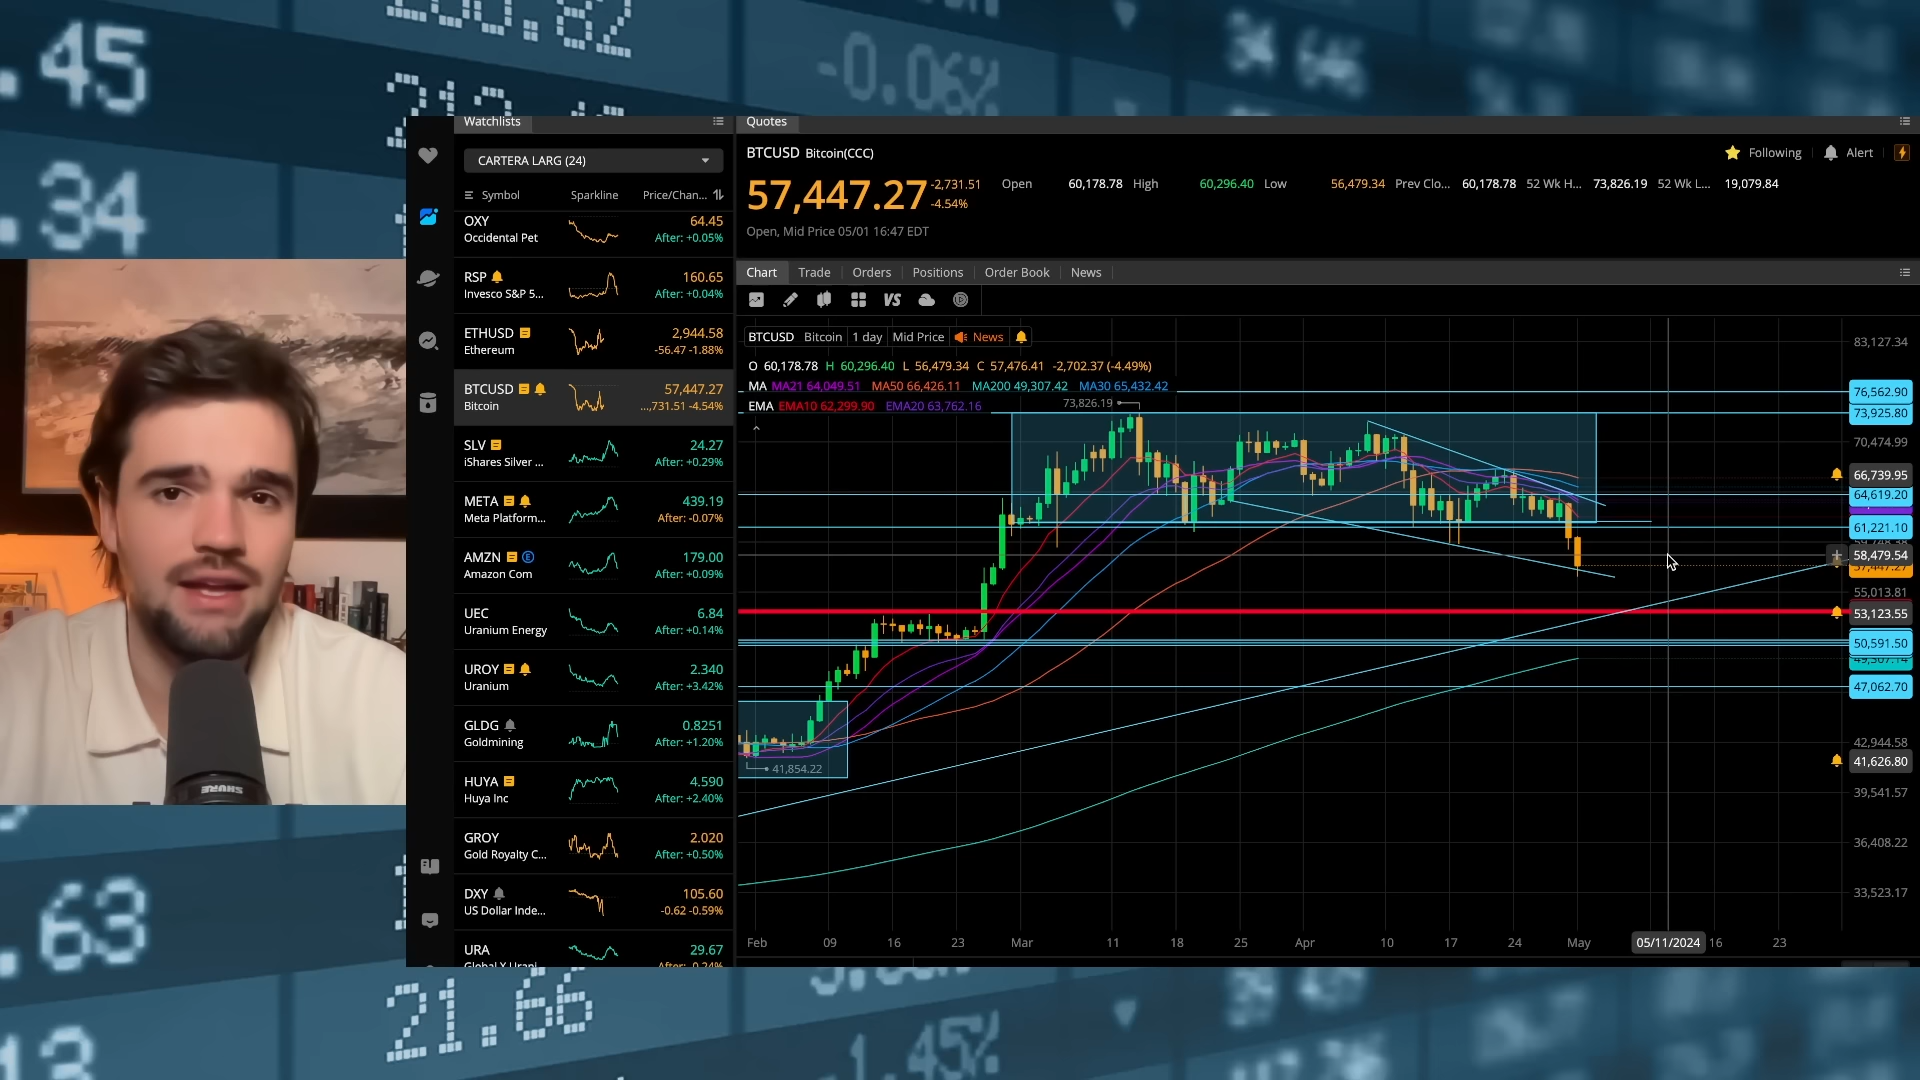 .45
-0.06%
.34
Watchlists
CARTERA LARG (24)
Symbol Sparkline Price/Chan...
OXY 64.45
Occidental Pet After: +0.05%
RSP 160.65
Invesco S&P 5... After: +0.04%
ETHUSD 2,944.58
Ethereum -56.47 -1.88%
BTCUSD 57,447.27
Bitcoin ...,731.51 -4.54%
SLV 24.27
iShares Silver ... After: +0.29%
META 439.19
Meta Platform... After: -0.07%
AMZN E 179.00
Amazon Com After: +0.09%
UEC 6.84
Uranium Energy After: +0.14%
UROY 2.340
Uranium After: +3.42%
GLDG 0.8251
Goldmining After: +1.20%
HUYA 4.590
Huya Inc After: +2.40%
GROY 2.020
Gold Royalty C... After: +0.50%
DXY 105.60
US Dollar Inde... -0.62 -0.59%
URA 29.67
Quotes
BTCUSD Bitcoin(CCC)
Following Alert
57,447.27 -2,731.51
-4.54%
Open 60,178.78 High 60,296.40 Low 56,479.34 Prev Clo... 60,178.78 52 Wk H... 73,826.19 52 Wk L... 19,079.84
Open, Mid Price 05/01 16:47 EDT
Chart Trade Orders Positions Order Book News
VS
BTCUSD Bitcoin 1 day Mid Price News
O 60,178.78 H 60,296.40 L 56,479.34 C 57,476.41 -2,702.37 (-4.49%)
MA MA21 64,049.51 MA50 66,426.11 MA200 49,307.42 MA30 65,432.42
EMA EMA10 62,299.90 EMA20 63,762.16
73,826.19
41,854.22
83,127.34
76,562.90
73,925.80
70,474.99
66,739.95
64,619.20
61,221.10
58,479.54
55,013.81
53,123.55
50,591.50
47,062.70
42,944.58
41,626.80
39,541.57
36,408.22
33,523.17
Feb 09 16 23 Mar 11 18 25 Apr 10 17 24 May 05/11/2024 16 23
SHURE
.63
21.66
1.45%